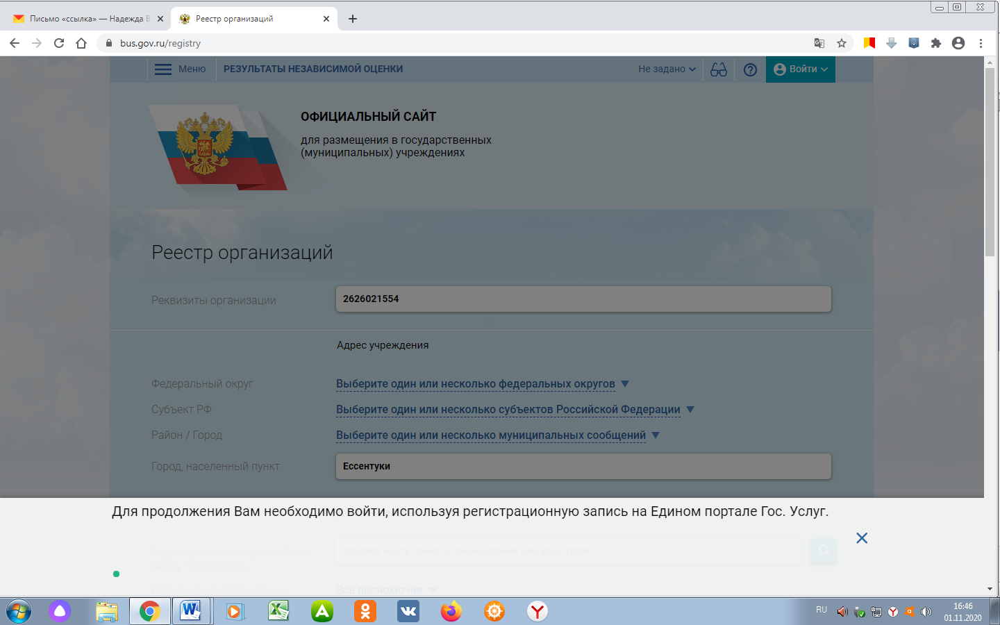 Письмо «ссылка» — Надежда В
Реестр организаций
bus.gov.ru/registry
Меню
РЕЗУЛЬТАТЫ НЕЗАВИСИМОЙ ОЦЕНКИ
Не задано
Войти
ОФИЦИАЛЬНЫЙ САЙТ
для размещения в государственных
(муниципальных) учреждениях
Реестр организаций
Реквизиты организации
2626021554
Адрес учреждения
Федеральный округ
Выберите один или несколько федеральных округов
Субъект РФ
Выберите один или несколько субъектов Российской Федерации
Район / Город
Выберите один или несколько муниципальных сообщений
Город, населенный пункт
Ессентуки
Для продолжения Вам необходимо войти, используя регистрационную запись на Едином портале Гос. Услуг.
Все полномочия
RU
16:46
01.11.2020